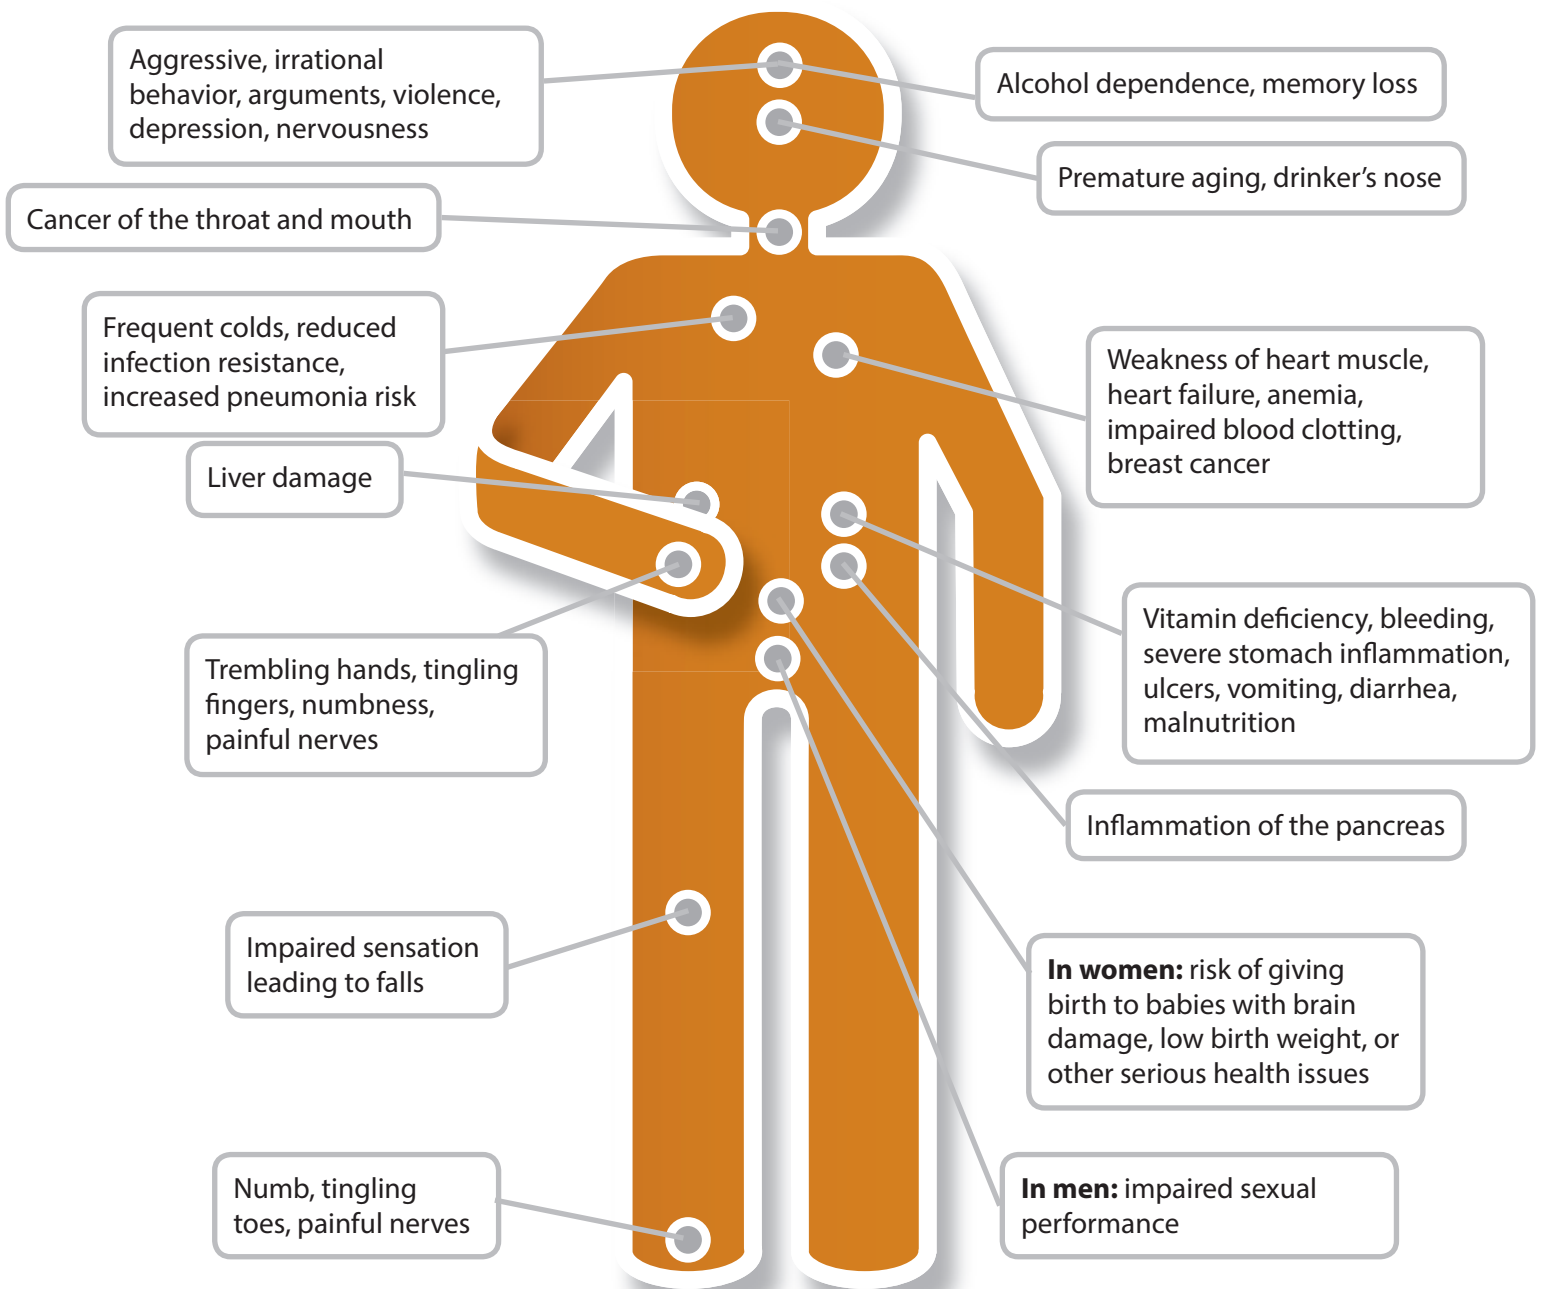 Aggressive, irrational
behavior, arguments, violence,
depression, nervousness
Alcohol dependence, memory loss
Premature aging, drinker's nose
Cancer of the throat and mouth
Frequent colds, reduced
infection resistance,
increased pneumonia risk
Weakness of heart muscle,
heart failure, anemia,
impaired blood clotting,
breast cancer
Liver damage
Vitamin deficiency, bleeding,
severe stomach inflammation,
ulcers, vomiting, diarrhea,
malnutrition
Trembling hands, tingling
fingers, numbness,
painful nerves
Inflammation of the pancreas
Impaired sensation
leading to falls
In women: risk of giving
birth to babies with brain
damage, low birth weight, or
other serious health issues
Numb, tingling
toes, painful nerves
In men: impaired sexual
performance